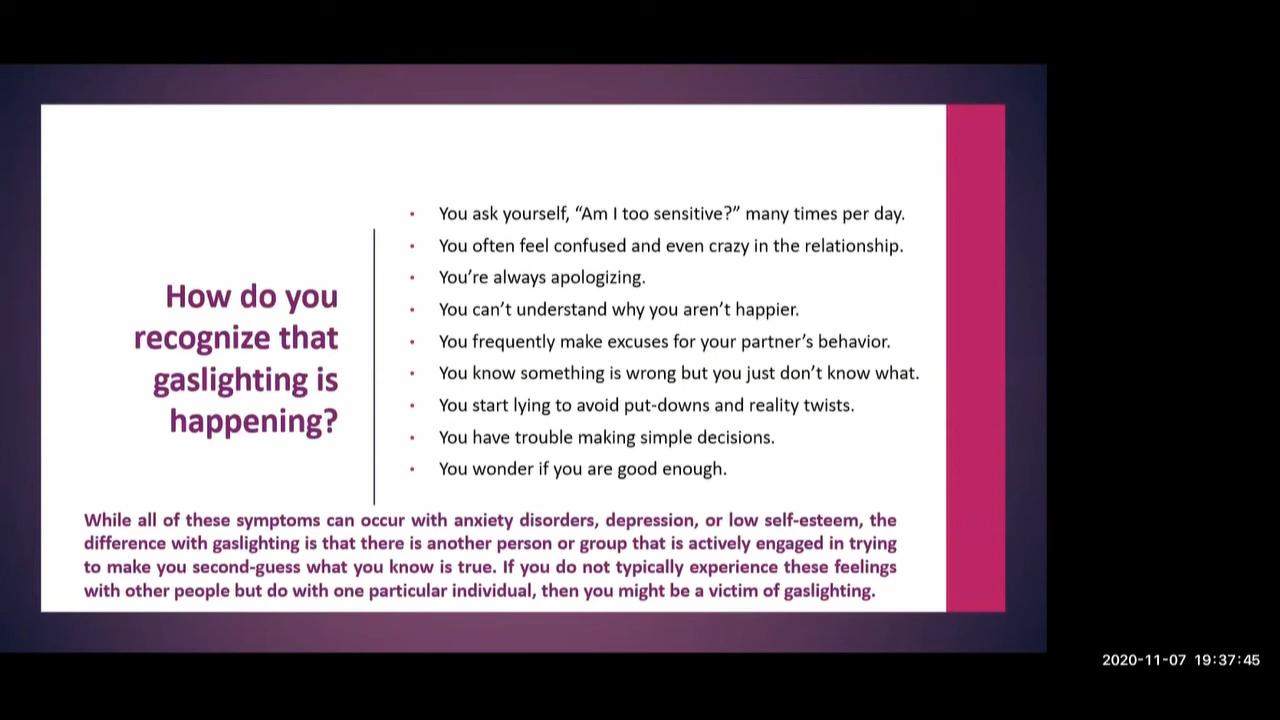 How do you
recognize that
gaslighting is
happening?
• You ask yourself, “Am I too sensitive?” many times per day.
• You often feel confused and even crazy in the relationship.
• You’re always apologizing.
• You can’t understand why you aren’t happier.
• You frequently make excuses for your partner’s behavior.
• You know something is wrong but you just don’t know what.
• You start lying to avoid put-downs and reality twists.
• You have trouble making simple decisions.
• You wonder if you are good enough.
While all of these symptoms can occur with anxiety disorders, depression, or low self-esteem, the
difference with gaslighting is that there is another person or group that is actively engaged in trying
to make you second-guess what you know is true. If you do not typically experience these feelings
with other people but do with one particular individual, then you might be a victim of gaslighting.
2020-11-07 19:37:45